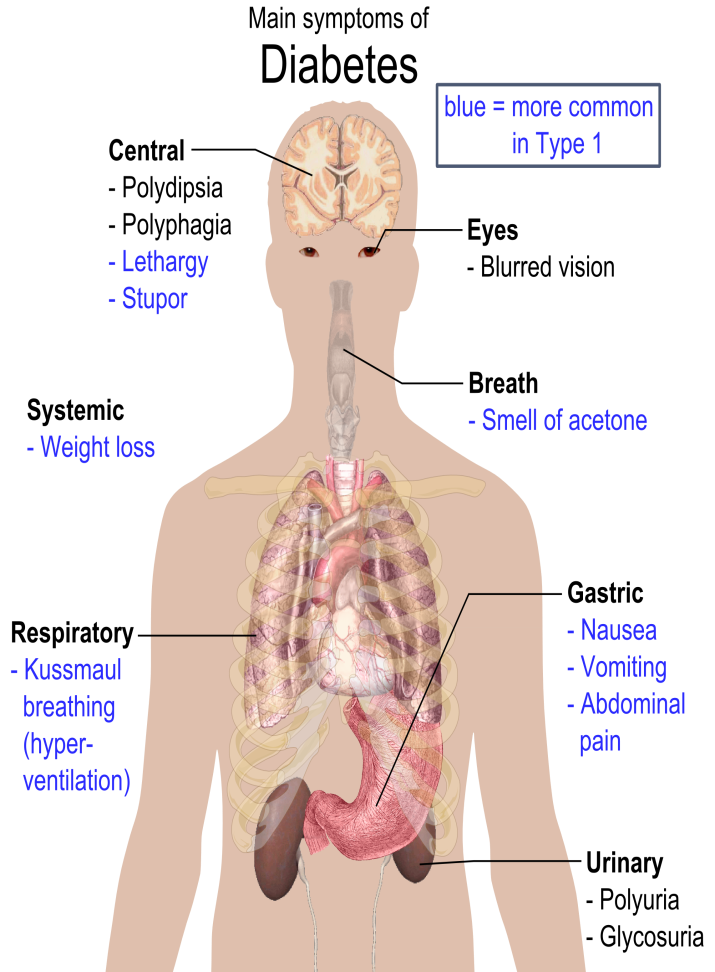 Main symptoms of
Diabetes
blue = more common
in Type 1
Central
- Polydipsia
- Polyphagia
- Lethargy
- Stupor
Eyes
- Blurred vision
Breath
- Smell of acetone
Systemic
- Weight loss
Gastric
- Nausea
- Vomiting
- Abdominal
pain
Respiratory
- Kussmaul
breathing
(hyper-
ventilation)
Urinary
- Polyuria
- Glycosuria